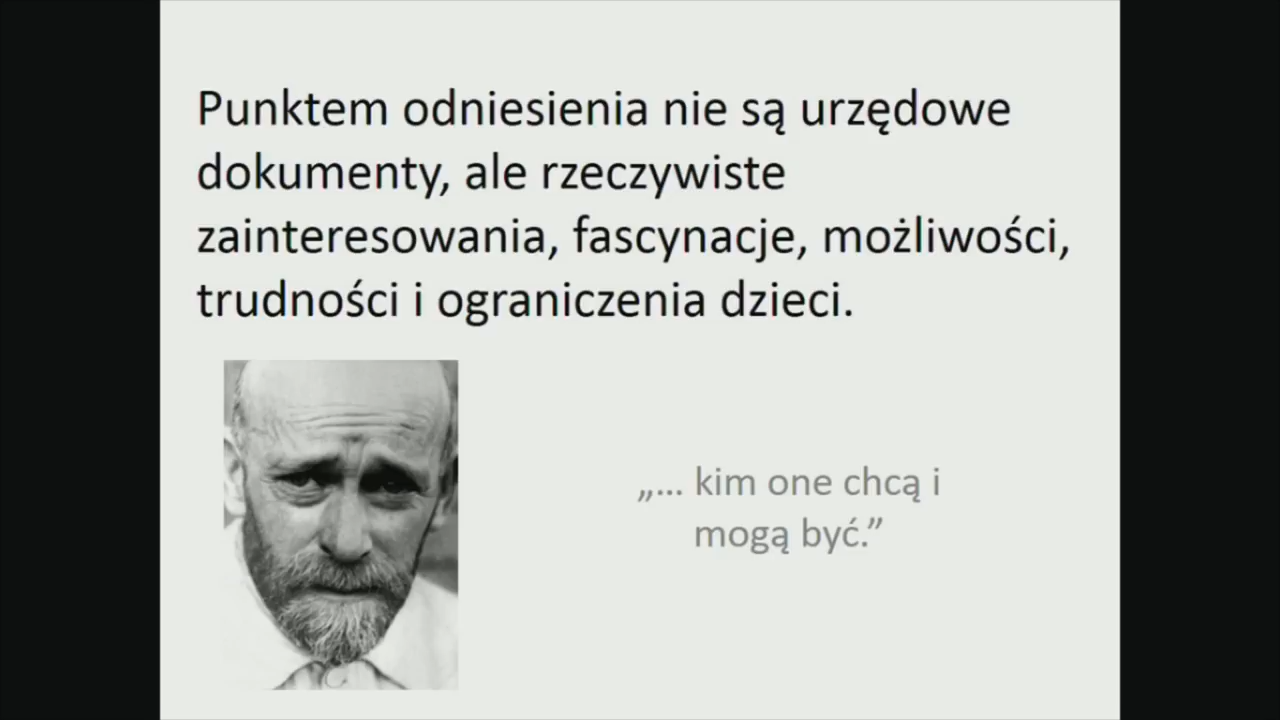 Punktem odniesienia nie są urzędowe
dokumenty, ale rzeczywiste
zainteresowania, fascynacje, możliwości,
trudności i ograniczenia dzieci.
„… kim one chcą i
mogą być.”